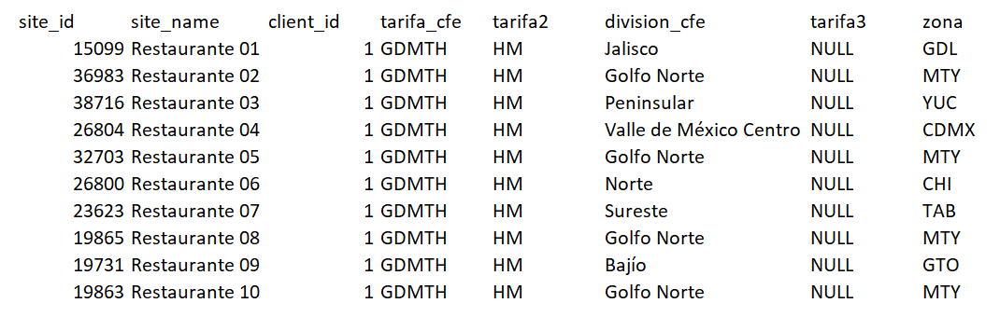 site_id site_name client_id tarifa_cfe tarifa2 division_cfe tarifa3 zona
15099 Restaurante 01 1 GDMTH HM Jalisco NULL GDL
36983 Restaurante 02 1 GDMTH HM Golfo Norte NULL MTY
38716 Restaurante 03 1 GDMTH HM Peninsular NULL YUC
26804 Restaurante 04 1 GDMTH HM Valle de México Centro NULL CDMX
32703 Restaurante 05 1 GDMTH HM Golfo Norte NULL MTY
26800 Restaurante 06 1 GDMTH HM Norte NULL CHI
23623 Restaurante 07 1 GDMTH HM Sureste NULL TAB
19865 Restaurante 08 1 GDMTH HM Golfo Norte NULL MTY
19731 Restaurante 09 1 GDMTH HM Bajío NULL GTO
19863 Restaurante 10 1 GDMTH HM Golfo Norte NULL MTY